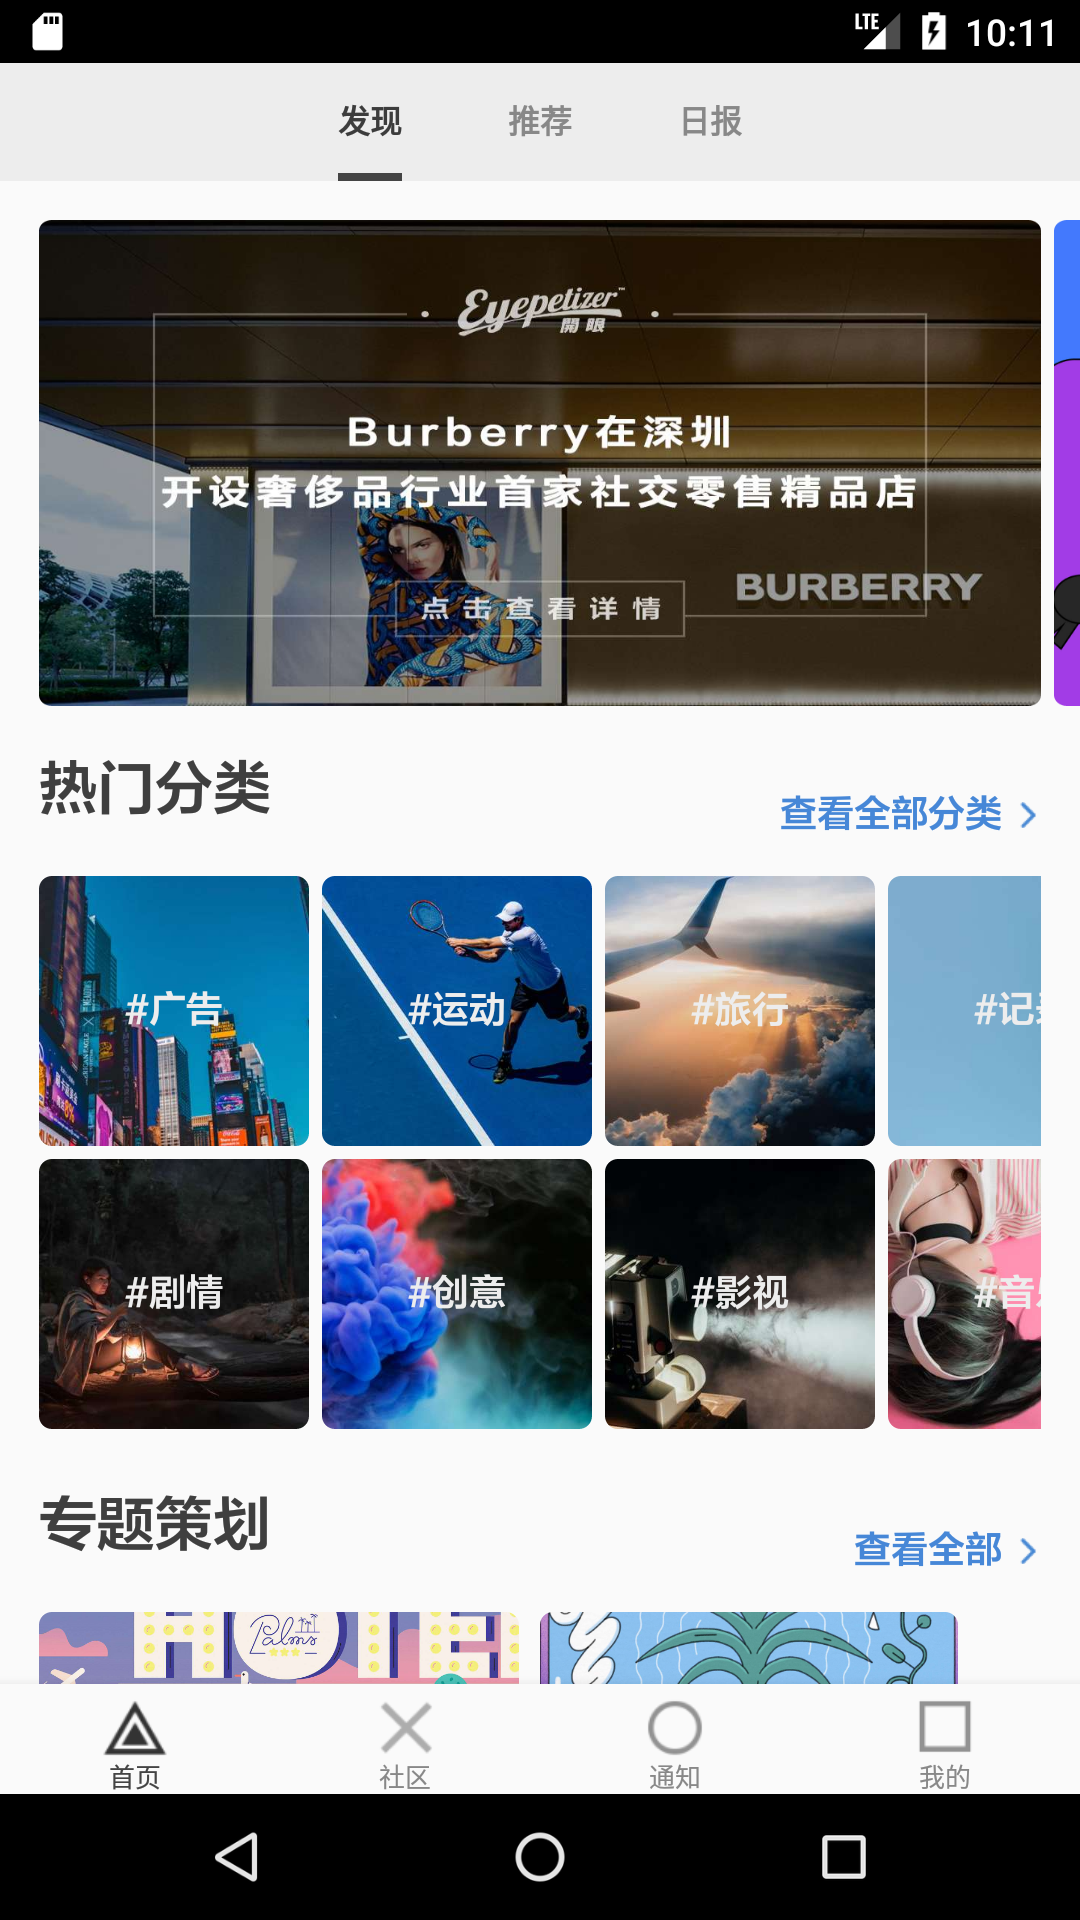 LTE 10:11
发现 推荐 日报
Eyepetizer™
開眼
Burberry在深圳
开设奢侈品行业首家社交零售精品店
BURBERRY
点击查看详情
热门分类
查看全部分类
#广告 #运动 #旅行 #记
#剧情 #创意 #影视 #音
专题策划
查看全部
Palms
首页 社区 通知 我的